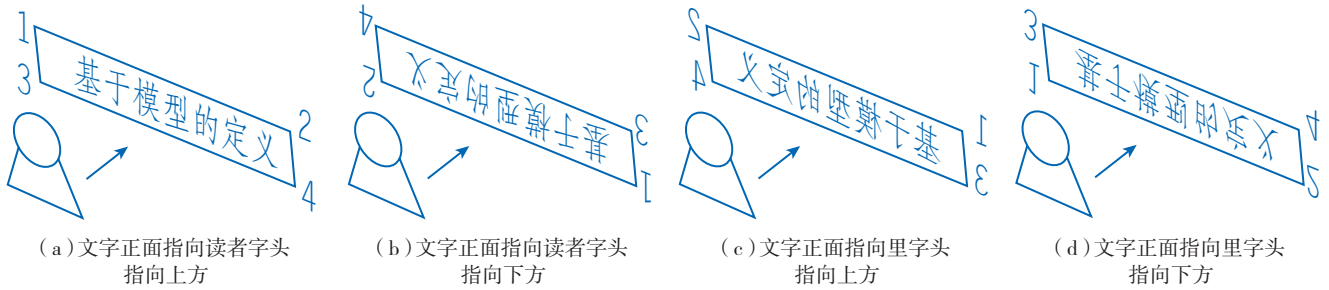 1
3
基于模型的定义
2
4
4
2
基于模型的定义
3
1
2
4
基于模型的定义
1
3
3
1
基于模型的定义
4
2
(a)文字正面指向读者字头
指向上方
(b)文字正面指向读者字头
指向下方
(c)文字正面指向里字头
指向上方
(d)文字正面指向里字头
指向下方